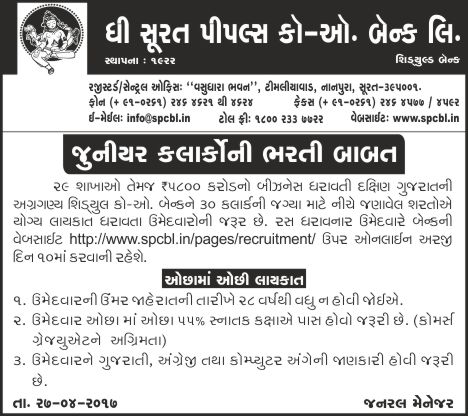 ધી સૂરત પીપલ્સ કો-ઓ. બેન્ક લિ.
સ્થાપના : ૧૯૨૨ શિડ્યુલ્ડ બેન્ક
રજીસ્ટર્ડ/સેન્ટ્રલ ઓફિસ: “વસુધારા ભવન”, ટીમલીયાવાડ, નાનપુરા, સૂરત-૩૯૫૦૦૧.
ફોન (+ ૯૧-૦૨૬૧) ૨૪૬ ૪૬૨૧ થી ૪૬૨૪ ફેક્સ (+ ૯૧-૦૨૬૧) ૨૪૬ ૪૫૭૭ / ૪૫૯૨
ઈ-મેઈલ: info@spcbl.in ટોલ ફ્રી: ૧૮૦૦ ૨૩૩ ૭૭૨૨ વેબસાઈટ: www.spcbl.in
જુનીયર કલાર્કોની ભરતી બાબત
૨૯ શાખાઓ તેમજ ₹૫૮૦૦ કરોડનો બીઝનેસ ધરાવતી દક્ષિણ ગુજરાતની
અગ્રગણ્ય શિડ્યુલ કો-ઓ. બેન્કને ૩૦ કલાર્કની જગ્યા માટે નીચે જણાવેલ શરતોએ
યોગ્ય લાયકાત ધરાવતા ઉમેદવારોની જરૂર છે. રસ ધરાવનાર ઉમેદવારે બેન્કની
વેબસાઈટ http://www.spcbl.in/pages/recruitment/ ઉપર ઓનલાઈન અરજી
દિન ૧૦માં કરવાની રહેશે.
ઓછામાં ઓછી લાયકાત
૧. ઉમેદવારની ઉંમર જાહેરાતની તારીખે ૨૮ વર્ષથી વધુ ન હોવી જોઈએ.
૨. ઉમેદવાર ઓછા માં ઓછા ૫૫% સ્નાતક કક્ષાએ પાસ હોવો જરૂરી છે. (કોમર્સ
ગ્રેજયુએટને અગ્રિમતા)
૩. ઉમેદવારને ગુજરાતી, અંગ્રેજી તથા કોમ્પ્યુટર અંગેની જાણકારી હોવી જરૂરી
છે.
તા. ૨૭-૦૪-૨૦૧૭ જનરલ મેનેજર